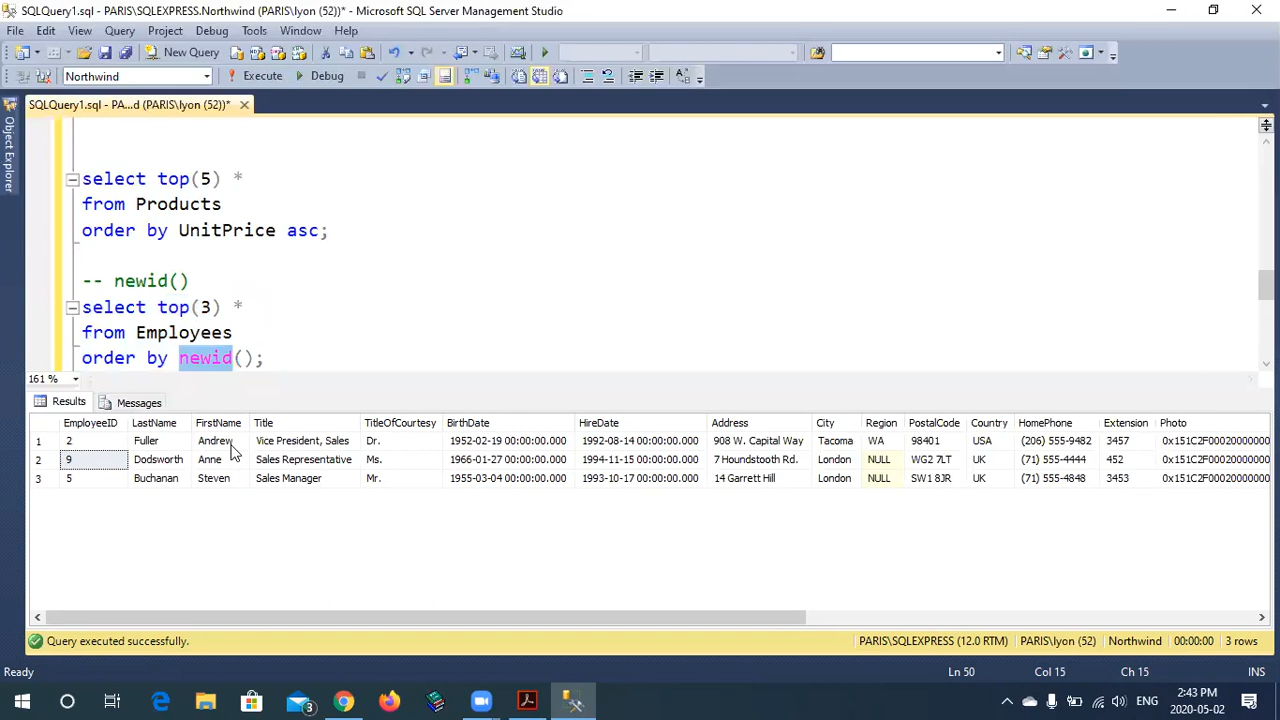 SQLQuery1.sql - PARIS\SQLEXPRESS.Northwind (PARIS\lyon (52))* - Microsoft SQL Server Management Studio
File Edit View Query Project Debug Tools Window Help
New Query
Northwind Execute Debug
SQLQuery1.sql - PA...d (PARIS\lyon (52))*
Object Explorer
select top(5) *
from Products
order by UnitPrice asc;
-- newid()
select top(3) *
from Employees
order by newid();
161 %
Results Messages
EmployeeID LastName FirstName Title TitleOfCourtesy BirthDate HireDate Address City Region PostalCode Country HomePhone Extension Photo
1 2 Fuller Andrew Vice President, Sales Dr. 1952-02-19 00:00:00.000 1992-08-14 00:00:00.000 908 W. Capital Way Tacoma WA 98401 USA (206) 555-9482 3457 0x151C2F00020000000
2 9 Dodsworth Anne Sales Representative Ms. 1966-01-27 00:00:00.000 1994-11-15 00:00:00.000 7 Houndstooth Rd. London NULL WG2 7LT UK (71) 555-4444 452 0x151C2F00020000000
3 5 Buchanan Steven Sales Manager Mr. 1955-03-04 00:00:00.000 1993-10-17 00:00:00.000 14 Garrett Hill London NULL SW1 8JR UK (71) 555-4848 3453 0x151C2F00020000000
Query executed successfully. PARIS\SQLEXPRESS (12.0 RTM) PARIS\lyon (52) Northwind 00:00:00 3 rows
Ready Ln 50 Col 15 Ch 15 INS
3 ENG 2:43 PM
2020-05-02